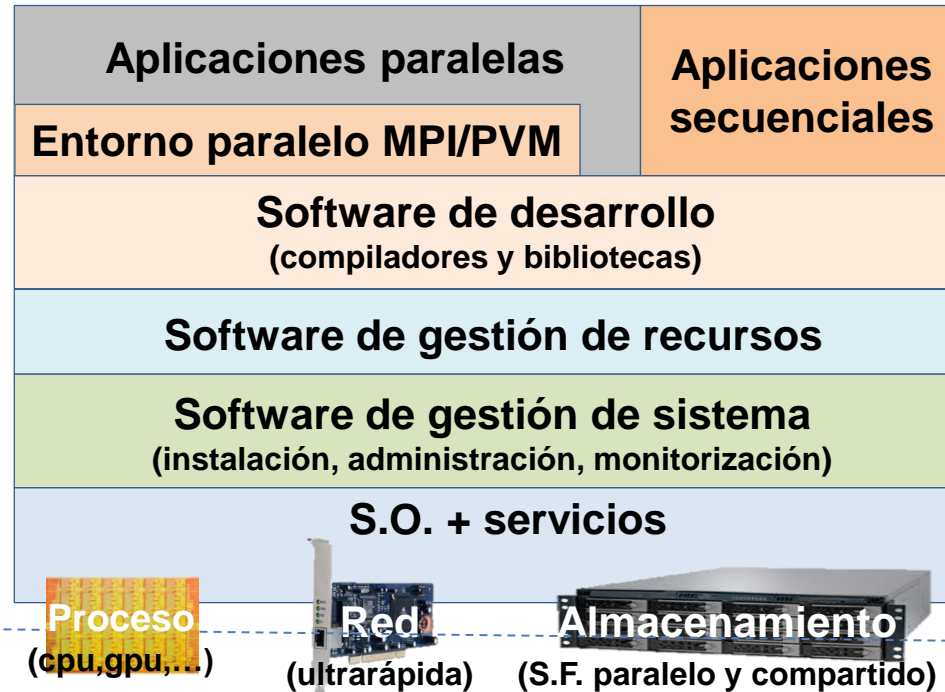 Aplicaciones paralelas
Aplicaciones
secuenciales
Entorno paralelo MPI/PVM
Software de desarrollo
(compiladores y bibliotecas)
Software de gestión de recursos
Software de gestión de sistema
(instalación, administración, monitorización)
S.O. + servicios
Proceso
(cpu,gpu,…)
Red
(ultrarápida)
Almacenamiento
(S.F. paralelo y compartido)